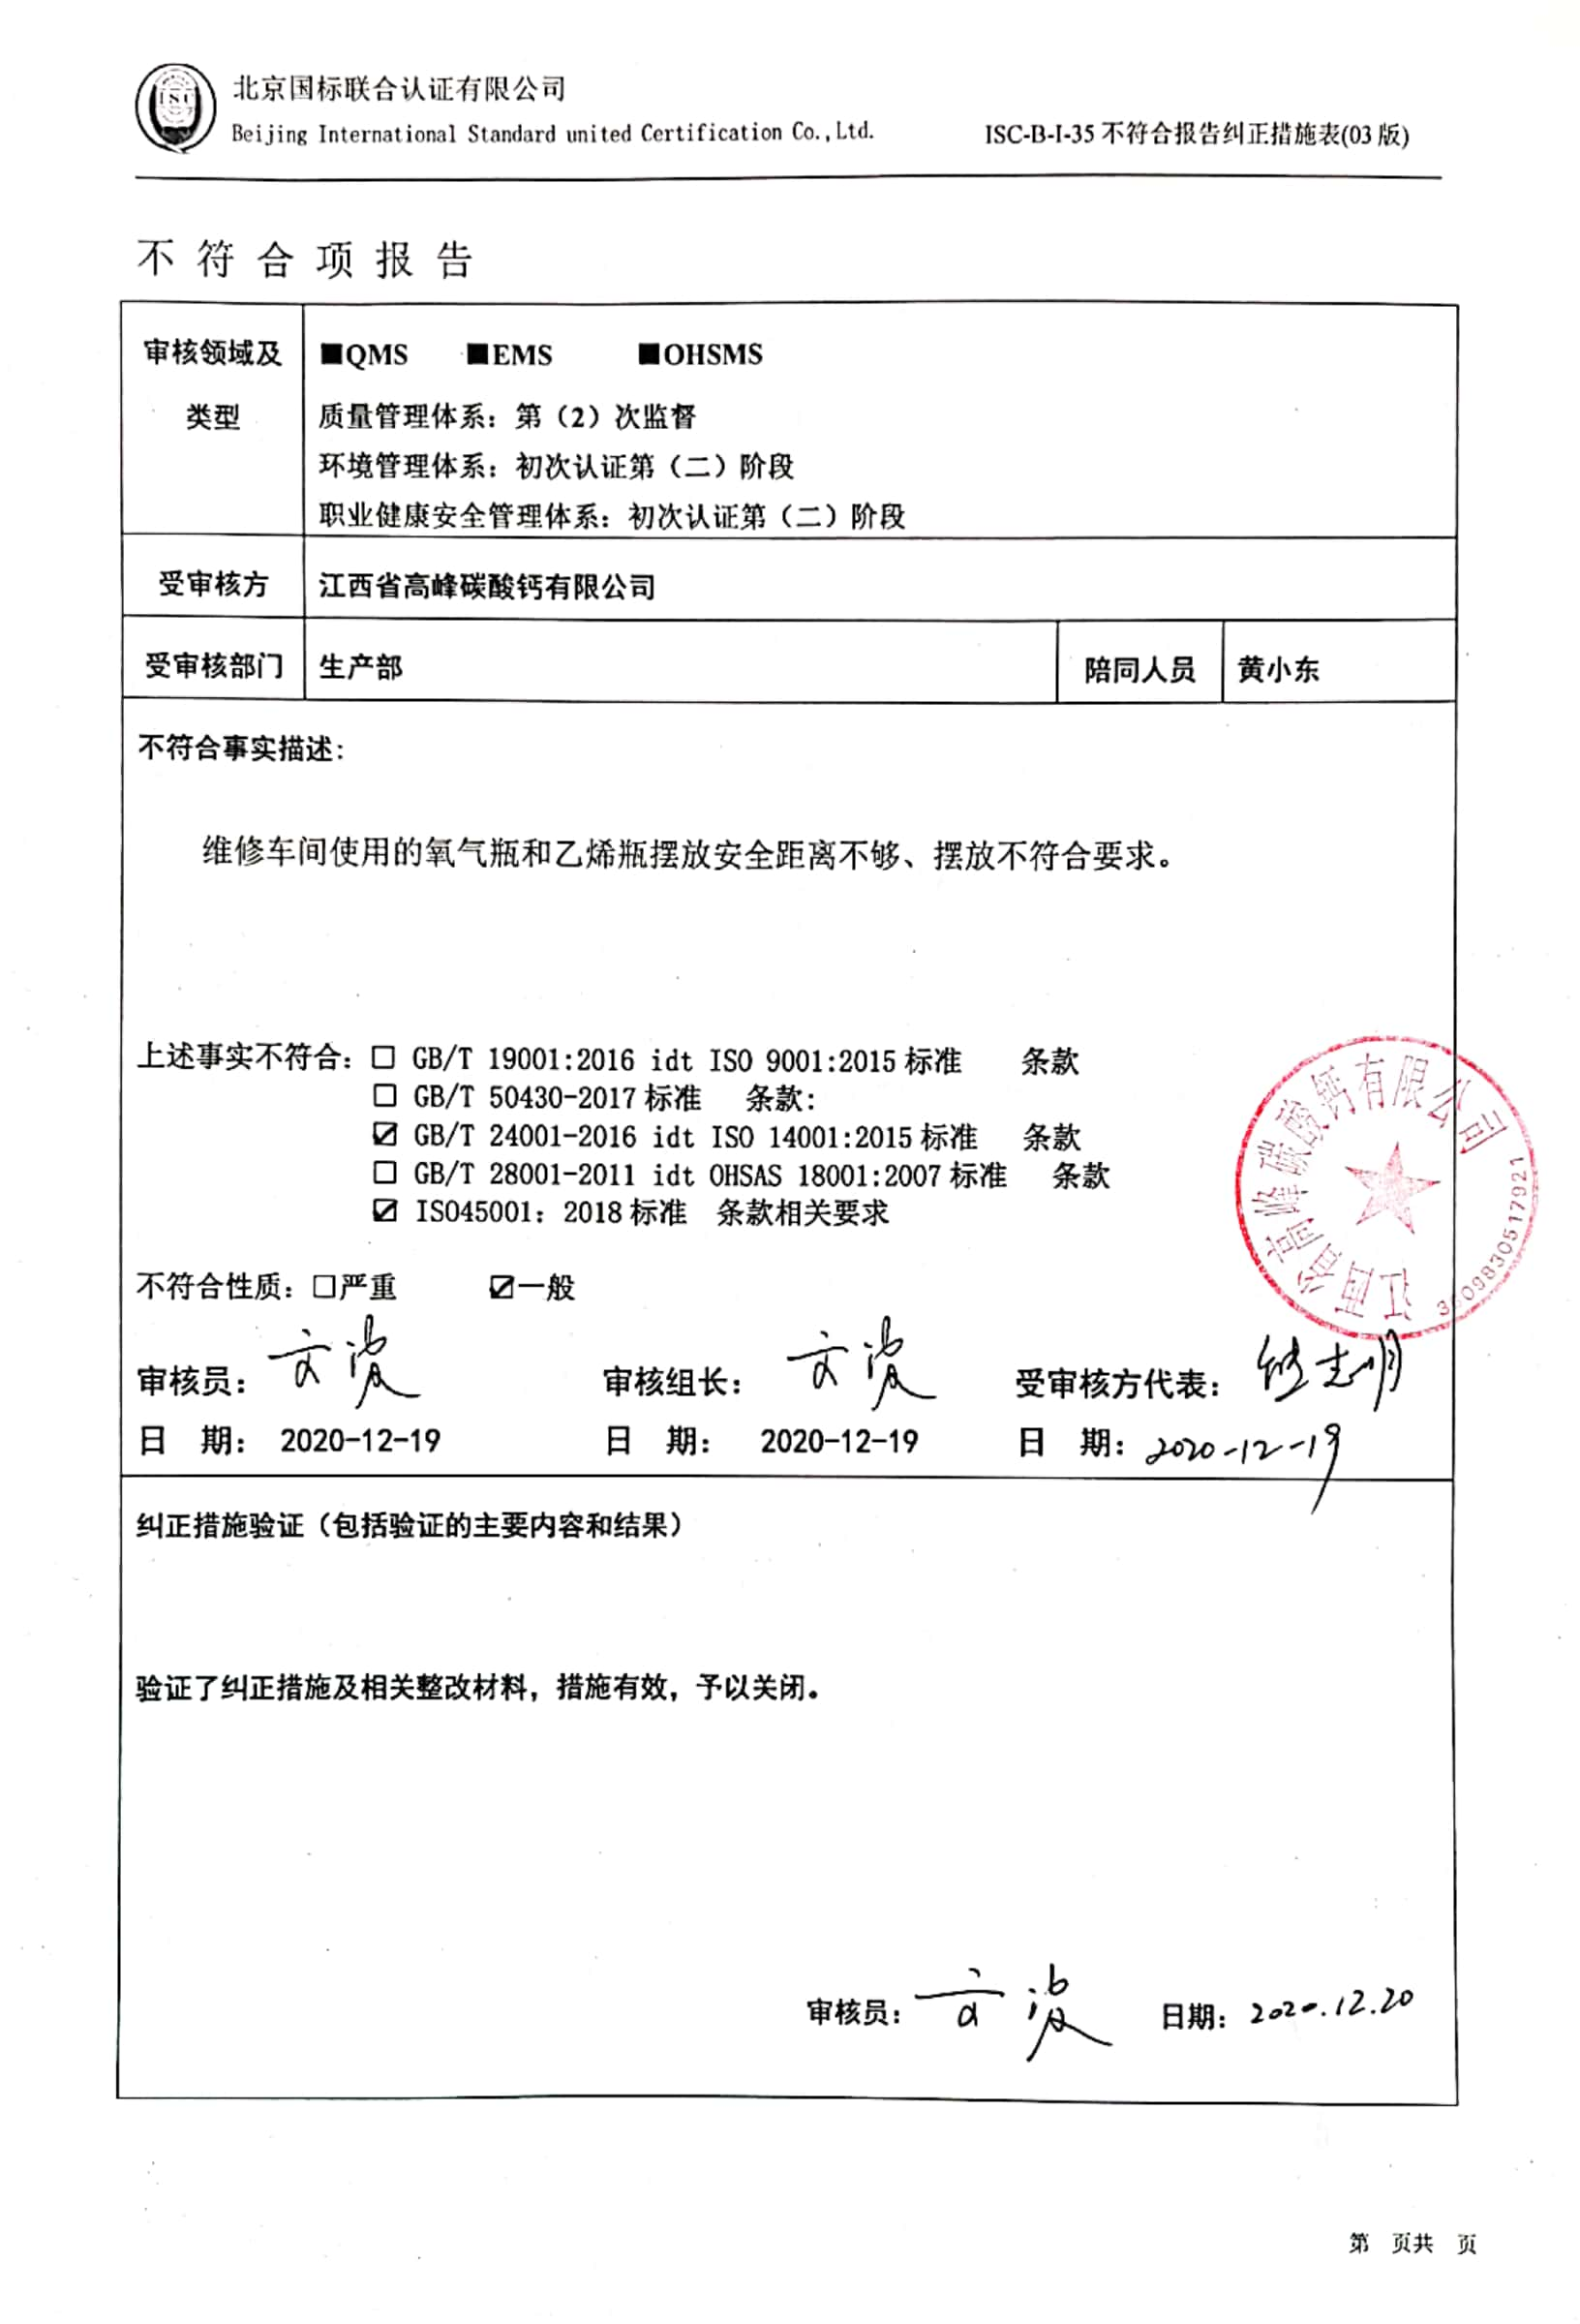 北京国标联合认证有限公司
Beijing International Standard united Certification Co.,Ltd.
ISC-B-I-35 不符合报告纠正措施表(03 版)
不 符 合 项 报 告
审核领域及类型
■QMS ■EMS ■OHSMS
质量管理体系：第（2）次监督
环境管理体系：初次认证第（二）阶段
职业健康安全管理体系：初次认证第（二）阶段
受审核方 江西省高峰碳酸钙有限公司
受审核部门 生产部 陪同人员 黄小东
不符合事实描述：
维修车间使用的氧气瓶和乙烯瓶摆放安全距离不够、摆放不符合要求。
上述事实不符合：□ GB/T 19001:2016 idt ISO 9001:2015 标准 条款
□ GB/T 50430-2017 标准 条款：
☑ GB/T 24001-2016 idt ISO 14001:2015 标准 条款
□ GB/T 28001-2011 idt OHSAS 18001:2007 标准 条款
☑ ISO45001：2018 标准 条款相关要求
江西省高峰碳酸钙有限公司
3609830517921
不符合性质：□严重 ☑一般
审核员： 审核组长： 受审核方代表：
日 期： 2020-12-19 日 期： 2020-12-19 日 期：2020-12-19
纠正措施验证（包括验证的主要内容和结果）
验证了纠正措施及相关整改材料，措施有效，予以关闭。
审核员： 日期：2020.12.20
第 页共 页